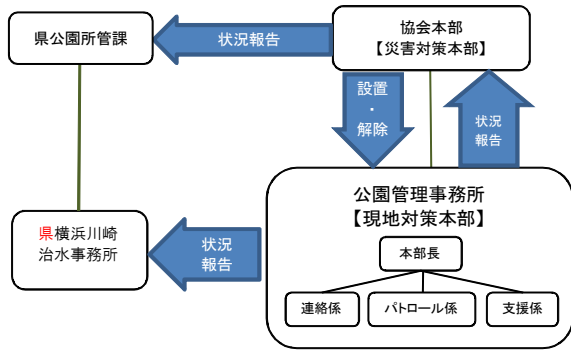 県公園所管課
状況報告
協会本部
【災害対策本部】
設置
・
解除
状況
報告
公園管理事務所
【現地対策本部】
県横浜川崎
治水事務所
状況
報告
本部長
連絡係
パトロール係
支援係